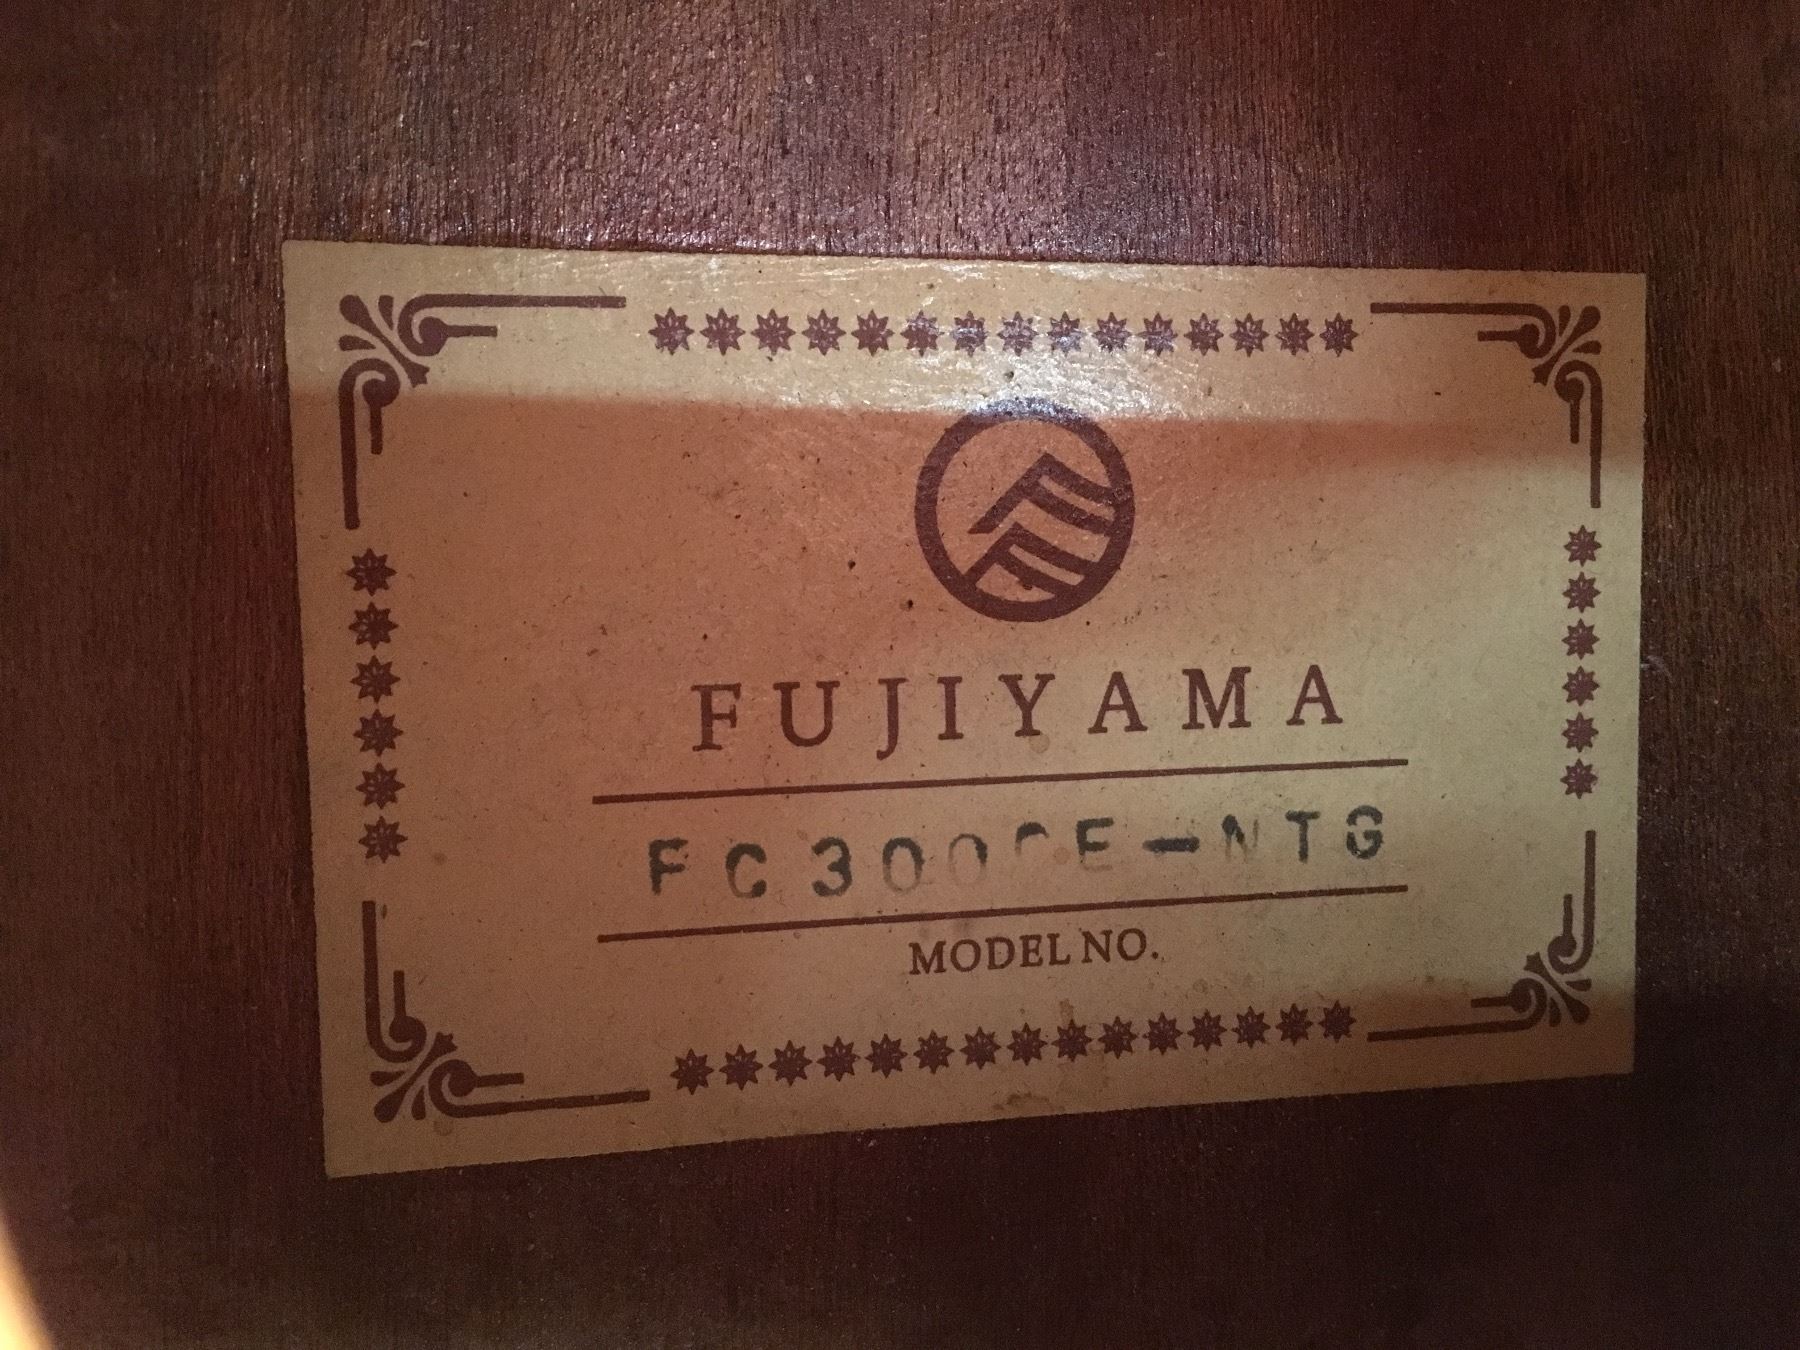 FUJIYAMA
FC300CE-NTG
MODEL NO.